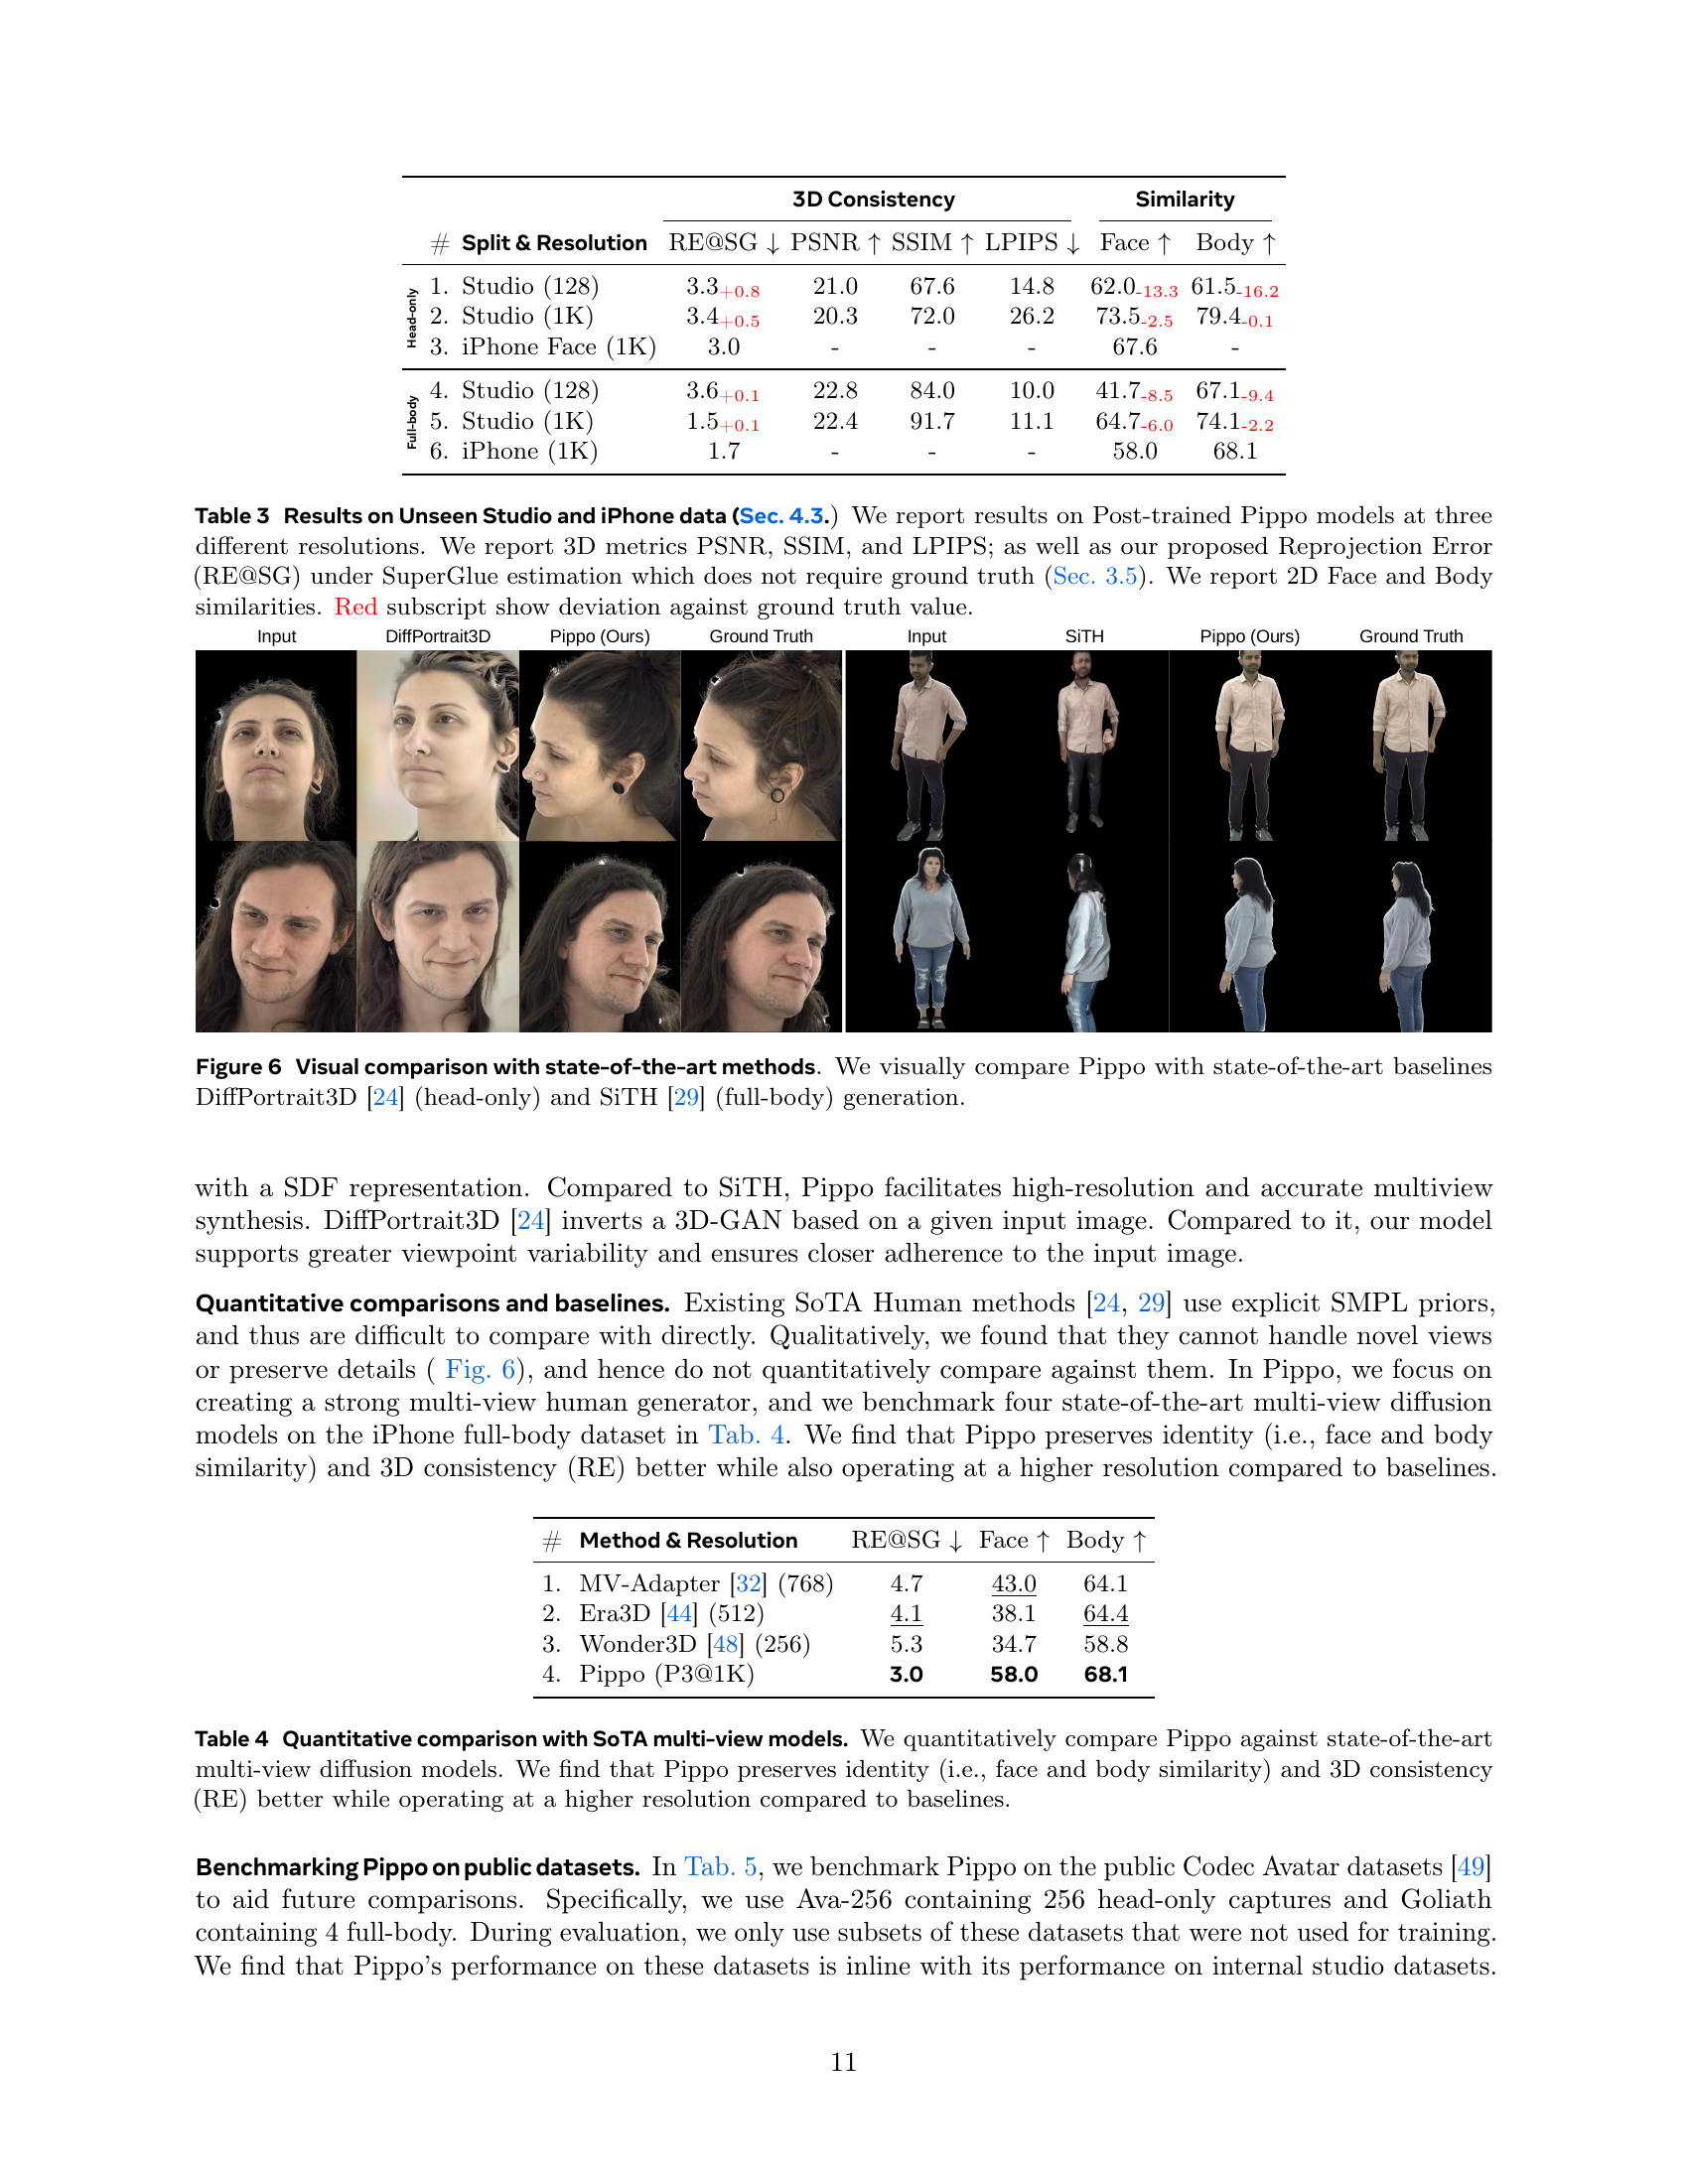 3D Consistency Similarity
# Split & Resolution RE@SG ↓ PSNR ↑ SSIM ↑ LPIPS ↓ Face ↑ Body ↑
Head-only
1. Studio (128) 3.3+0.8 21.0 67.6 14.8 62.0-13.3 61.5-16.2
2. Studio (1K) 3.4+0.5 20.3 72.0 26.2 73.5-2.5 79.4-0.1
3. iPhone Face (1K) 3.0 - - - 67.6 -
Full-body
4. Studio (128) 3.6+0.1 22.8 84.0 10.0 41.7-8.5 67.1-9.4
5. Studio (1K) 1.5+0.1 22.4 91.7 11.1 64.7-6.0 74.1-2.2
6. iPhone (1K) 1.7 - - - 58.0 68.1
Table 3 Results on Unseen Studio and iPhone data (Sec. 4.3.) We report results on Post-trained Pippo models at three
different resolutions. We report 3D metrics PSNR, SSIM, and LPIPS; as well as our proposed Reprojection Error
(RE@SG) under SuperGlue estimation which does not require ground truth (Sec. 3.5). We report 2D Face and Body
similarities. Red subscript show deviation against ground truth value.
Input DiffPortrait3D Pippo (Ours) Ground Truth Input SiTH Pippo (Ours) Ground Truth
Figure 6 Visual comparison with state-of-the-art methods. We visually compare Pippo with state-of-the-art baselines
DiffPortrait3D [24] (head-only) and SiTH [29] (full-body) generation.
with a SDF representation. Compared to SiTH, Pippo facilitates high-resolution and accurate multiview
synthesis. DiffPortrait3D [24] inverts a 3D-GAN based on a given input image. Compared to it, our model
supports greater viewpoint variability and ensures closer adherence to the input image.
Quantitative comparisons and baselines. Existing SoTA Human methods [24, 29] use explicit SMPL priors,
and thus are difficult to compare with directly. Qualitatively, we found that they cannot handle novel views
or preserve details ( Fig. 6), and hence do not quantitatively compare against them. In Pippo, we focus on
creating a strong multi-view human generator, and we benchmark four state-of-the-art multi-view diffusion
models on the iPhone full-body dataset in Tab. 4. We find that Pippo preserves identity (i.e., face and body
similarity) and 3D consistency (RE) better while also operating at a higher resolution compared to baselines.
# Method & Resolution RE@SG ↓ Face ↑ Body ↑
1. MV-Adapter [32] (768) 4.7 43.0 64.1
2. Era3D [44] (512) 4.1 38.1 64.4
3. Wonder3D [48] (256) 5.3 34.7 58.8
4. Pippo (P3@1K) 3.0 58.0 68.1
Table 4 Quantitative comparison with SoTA multi-view models. We quantitatively compare Pippo against state-of-the-art
multi-view diffusion models. We find that Pippo preserves identity (i.e., face and body similarity) and 3D consistency
(RE) better while operating at a higher resolution compared to baselines.
Benchmarking Pippo on public datasets. In Tab. 5, we benchmark Pippo on the public Codec Avatar datasets [49]
to aid future comparisons. Specifically, we use Ava-256 containing 256 head-only captures and Goliath
containing 4 full-body. During evaluation, we only use subsets of these datasets that were not used for training.
We find that Pippo's performance on these datasets is inline with its performance on internal studio datasets.
11